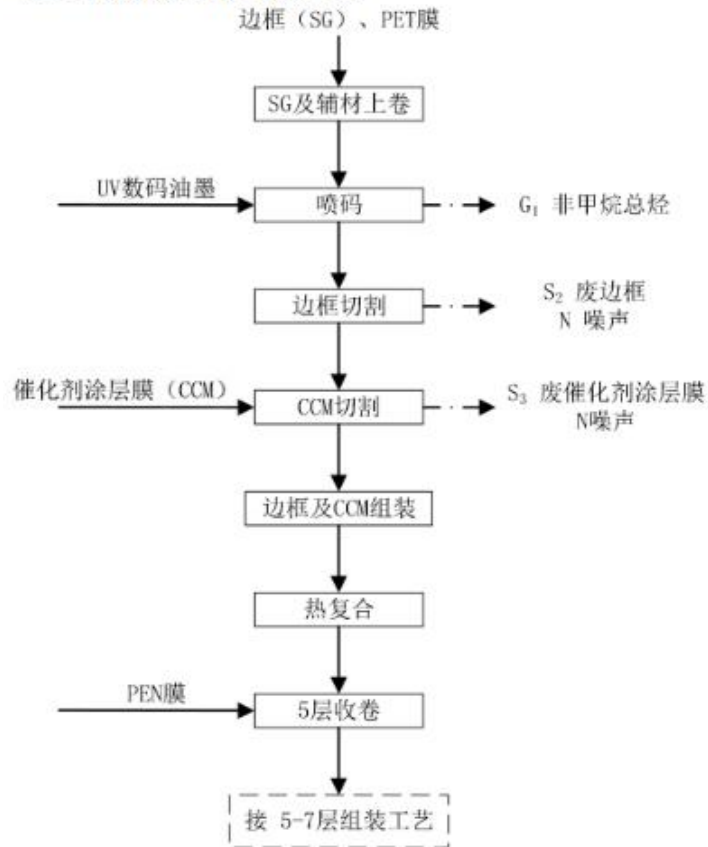 边框（SG）、PET膜
SG及辅材上卷
UV数码油墨
喷码
G₁ 非甲烷总烃
边框切割
S₂ 废边框
N 噪声
催化剂涂层膜（CCM）
CCM切割
S₃ 废催化剂涂层膜
N噪声
边框及CCM组装
热复合
PEN膜
5层收卷
接 5-7层组装工艺